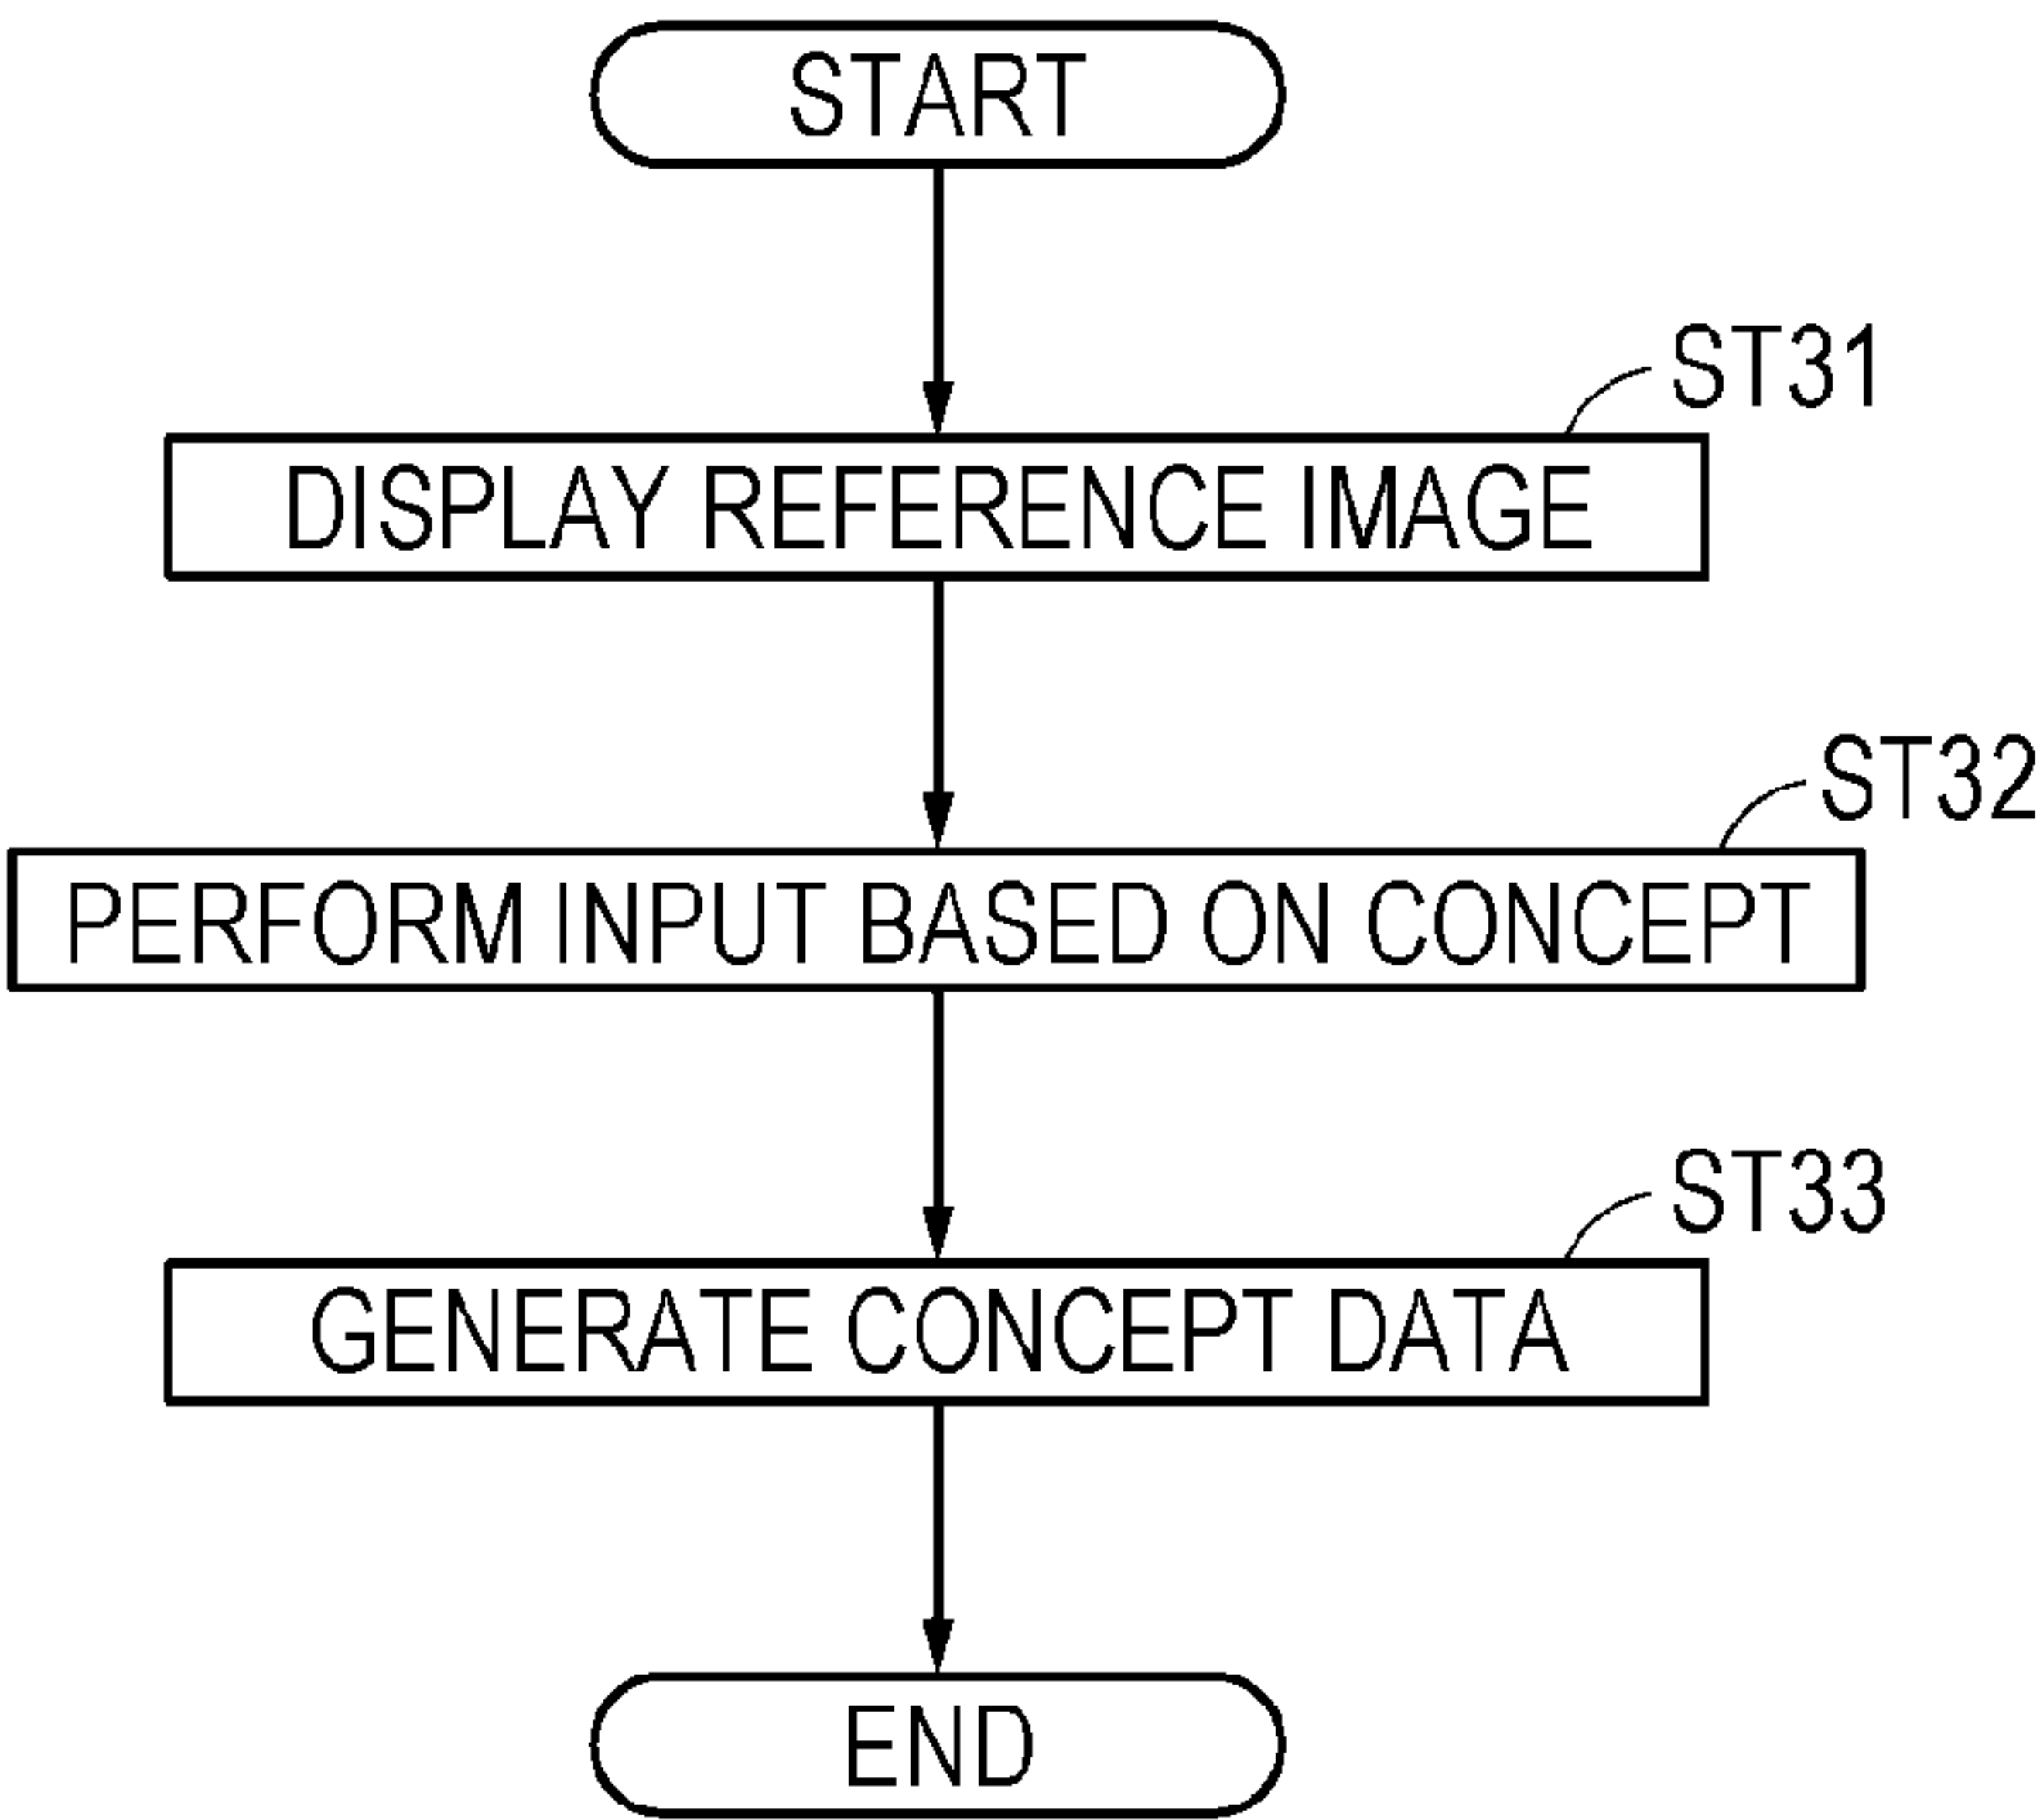 START
ST31
DISPLAY REFERENCE IMAGE
ST32
PERFORM INPUT BASED ON CONCEPT
ST33
GENERATE CONCEPT DATA
END